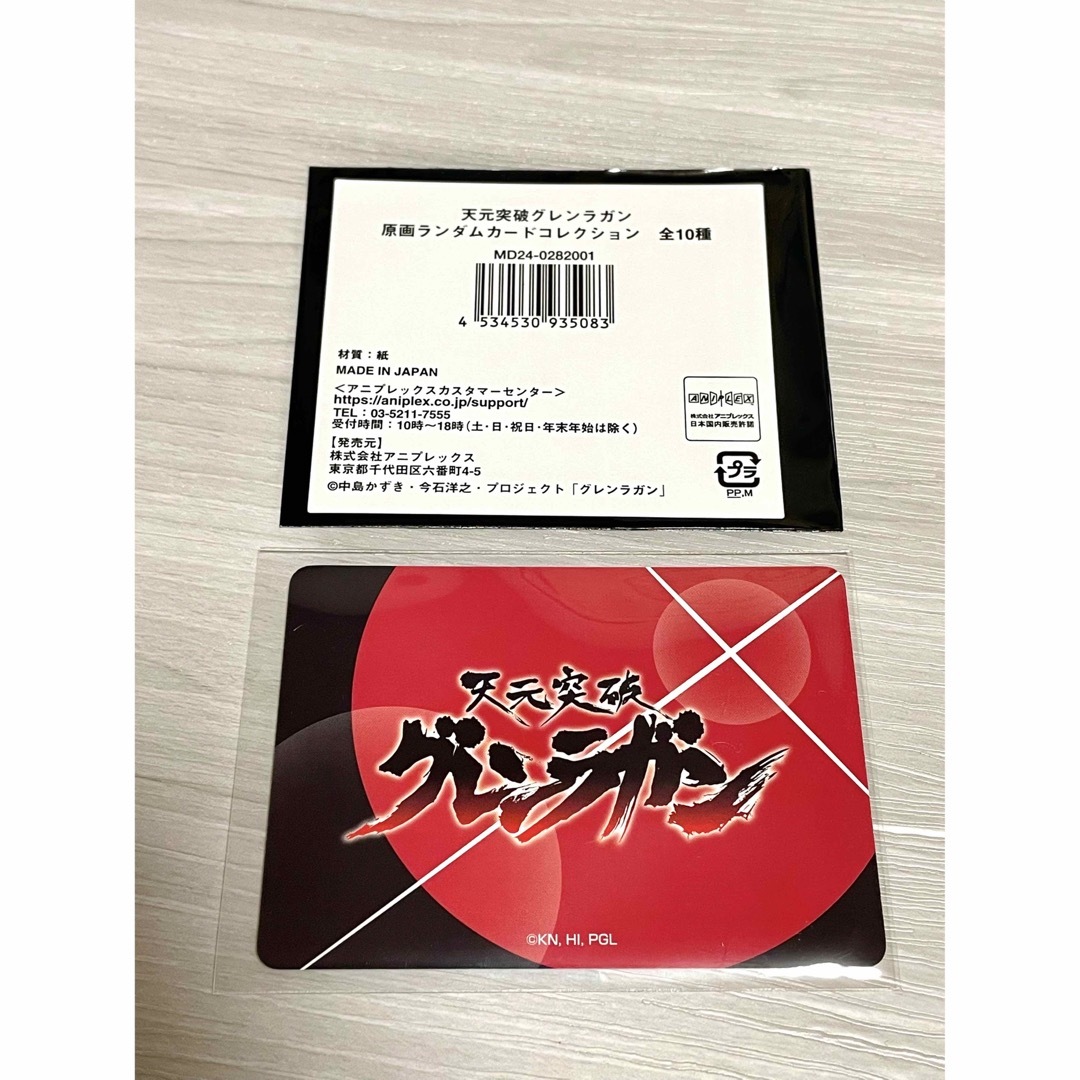 天元突破グレンラガン
原画ランダムカードコレクション　全10種
MD24-0282001
4 534530 935083
材質：紙
MADE IN JAPAN
＜アニプレックスカスタマーセンター＞
https://aniplex.co.jp/support/
TEL：03-5211-7555
受付時間：10時～18時（土・日・祝日・年末年始は除く）
【発売元】
株式会社アニプレックス
東京都千代田区六番町4-5
©中島かずき・今石洋之・プロジェクト「グレンラガン」
ANIPLEX
株式会社アニプレックス
日本国内販売許諾
プラ
PP,M
天元突破
グレンラガン
©KN, HI, PGL